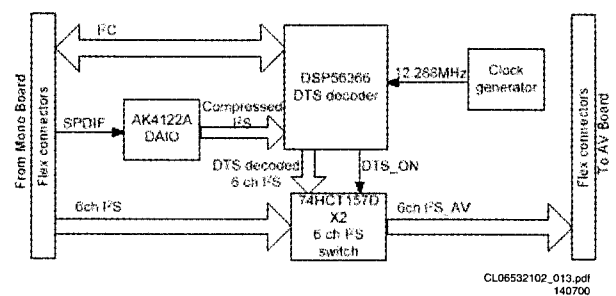 From Mono Board
Flex connectors
I²C
SPDIF
AK4122A
DAIO
Compressed
I²S
DSP56366
DTS decoder
12.288MHz
Clock
generator
DTS decoded
6 ch I²S
DTS_ON
6ch I²S
74HCT157D
X2
6 ch I²S
switch
6ch I²S_AV
Flex connectors
To AV Board
CL06532102_013.pdf
140700